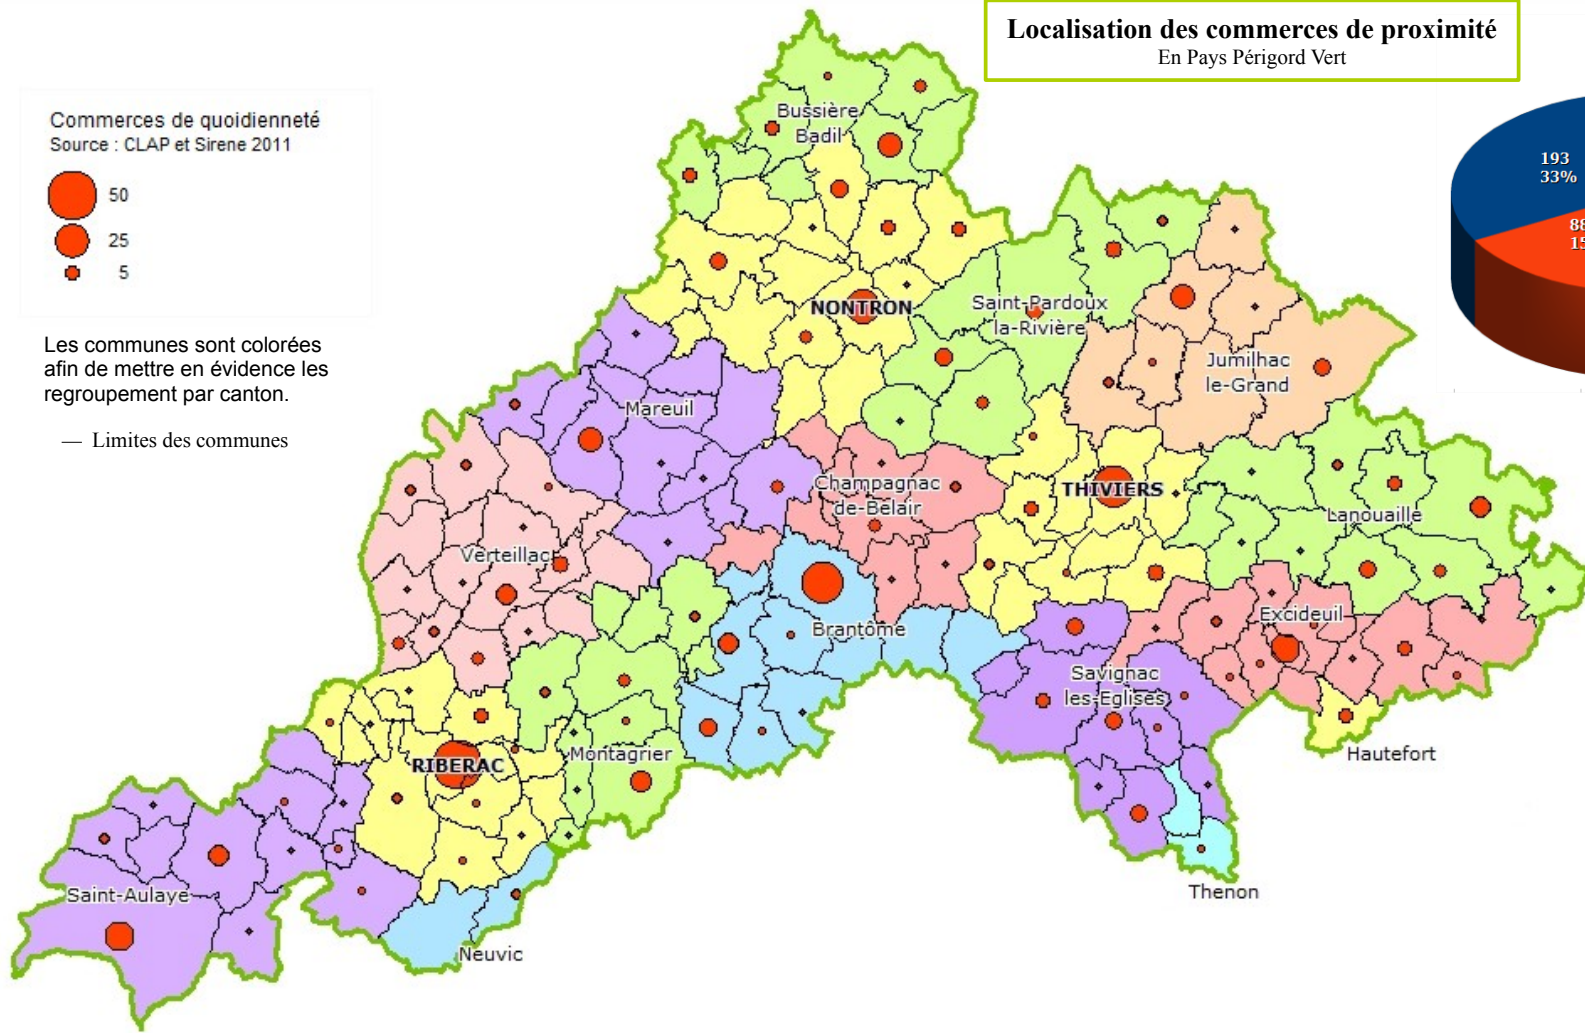 Localisation des commerces de proximité
En Pays Périgord Vert
Commerces de quoidienneté
Source : CLAP et Sirene 2011
50
25
5
Les communes sont colorées
afin de mettre en évidence les
regroupement par canton.
— Limites des communes
193
33%
88
15
Bussière
Badil
NONTRON
Saint-Pardoux
la-Rivière
Jumilhac
le-Grand
Mareuil
Champagnac
de-Belair
THIVIERS
Lanouaille
Verteillac
Brantôme
Excideuil
Savignac
les-Eglises
Montagrier
RIBERAC
Hautefort
Saint-Aulaye
Thenon
Neuvic